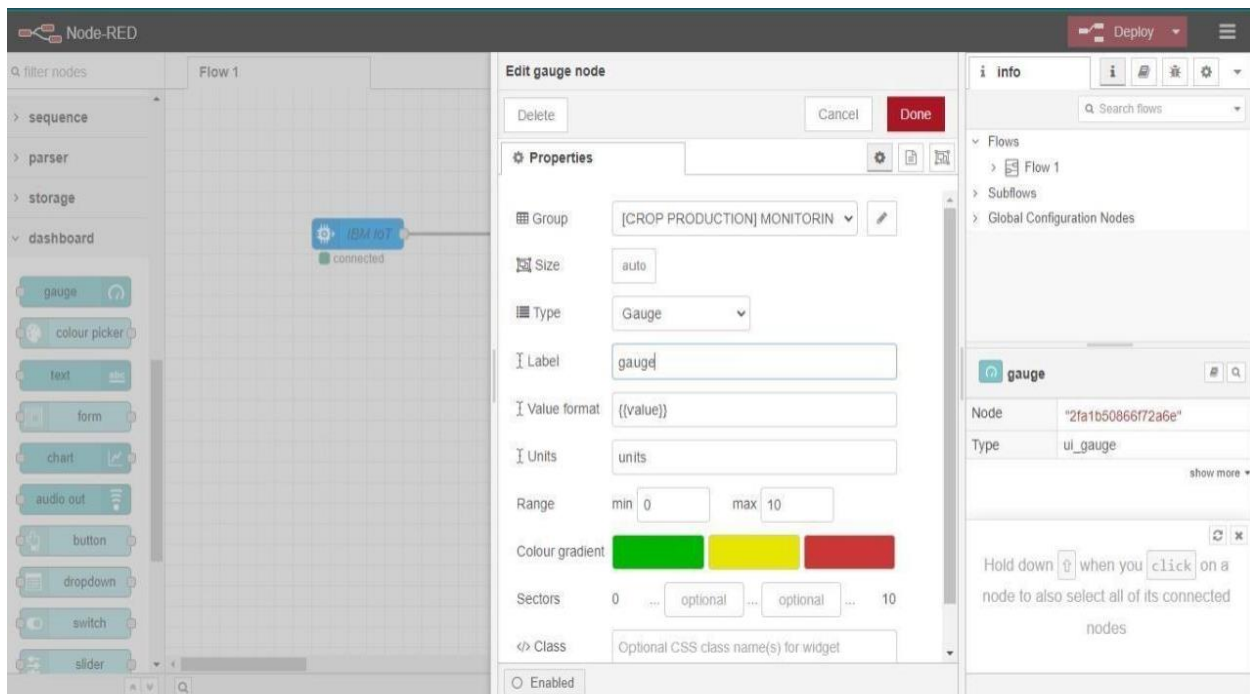 Node-RED
Deploy
filter nodes
sequence
parser
storage
dashboard
gauge
colour picker
text
abc
form
chart
audio out
button
dropdown
switch
slider
Flow 1
IBM IoT
connected
Edit gauge node
Delete
Cancel
Done
Properties
Group
[CROP PRODUCTION] MONITORIN
Size
auto
Type
Gauge
Label
gauge
Value format
{{value}}
Units
units
Range
min 0
max 10
Colour gradient
Sectors
0 ... optional ... optional ... 10
</> Class
Optional CSS class name(s) for widget
Enabled
i info
i
Search flows
Flows
Flow 1
Subflows
Global Configuration Nodes
gauge
Node
"2fa1b50866f72a6e"
Type
ui_gauge
show more
Hold down ⇧ when you click on a
node to also select all of its connected
nodes